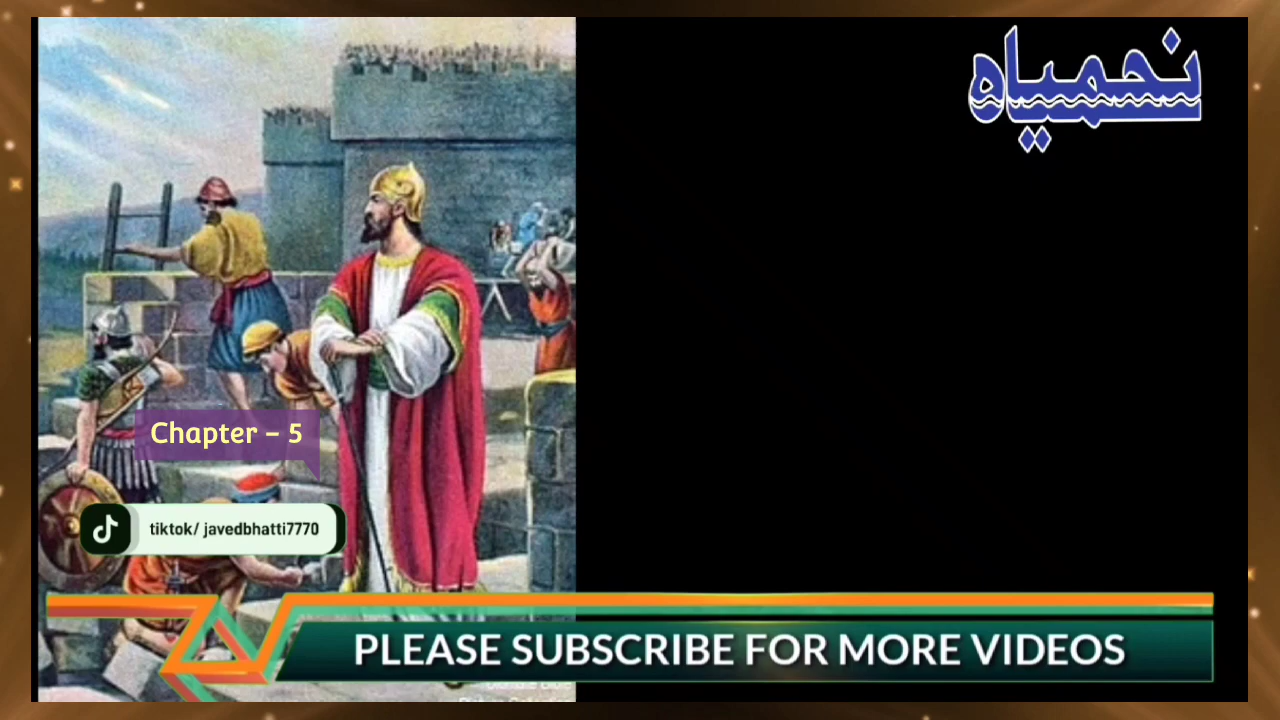 نحمیاہ
Chapter – 5
tiktok/ javedbhatti7770
PLEASE SUBSCRIBE FOR MORE VIDEOS